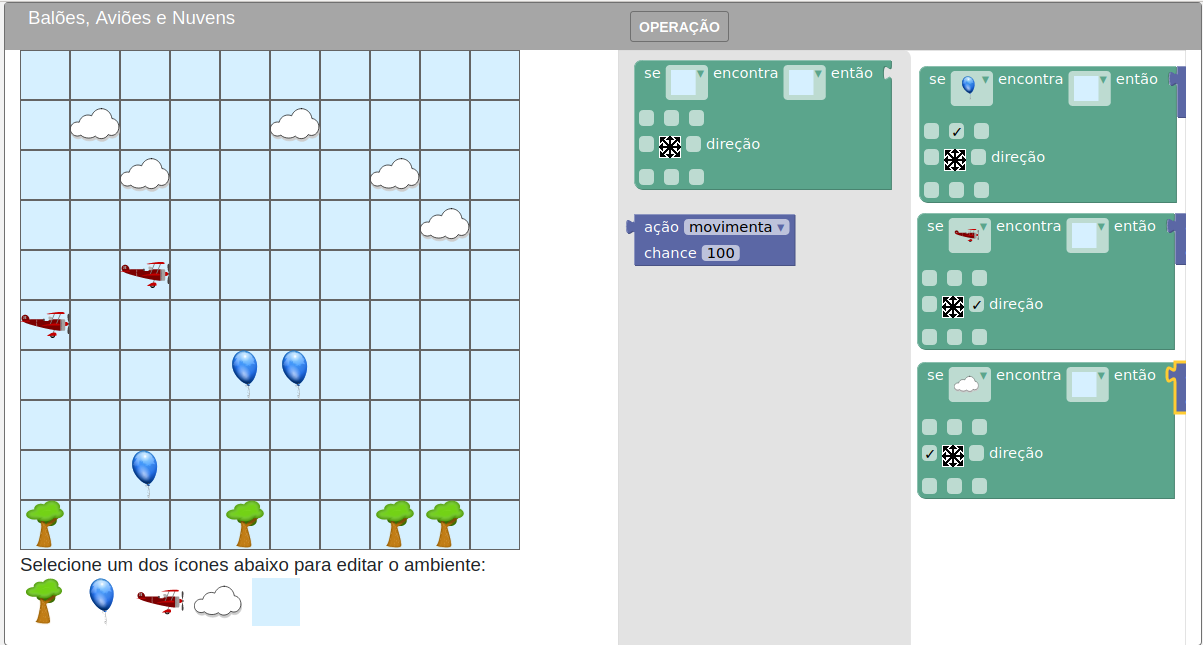 Balões, Aviões e Nuvens
OPERAÇÃO
se encontra então
direção
ação movimenta
chance 100
se encontra então
direção
se encontra então
direção
se encontra então
direção
Selecione um dos ícones abaixo para editar o ambiente: